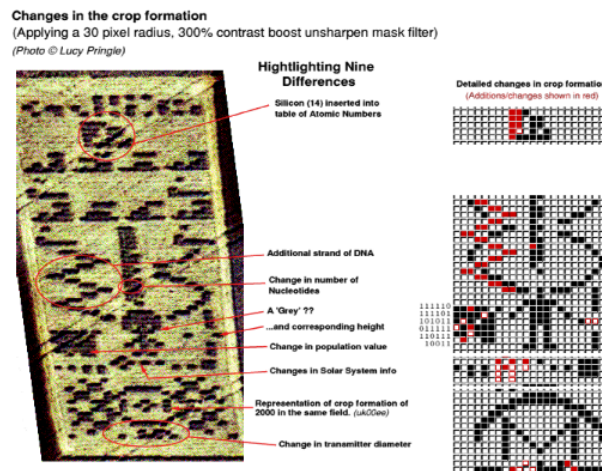 Changes in the crop formation
(Applying a 30 pixel radius, 300% contrast boost unsharpen mask filter)
(Photo © Lucy Pringle)
Hightlighting Nine
Differences
Detailed changes in crop formation
(Additions/changes shown in red)
Silicon (14) inserted into
table of Atomic Numbers
Additional strand of DNA
Change in number of
Nucleotides
A 'Grey' ??
...and corresponding height
Change in population value
Changes in Solar System info
Representation of crop formation of
2000 in the same field. (uk00ee)
Change in transmitter diameter
111110
111101
101011
011111
110111
10011